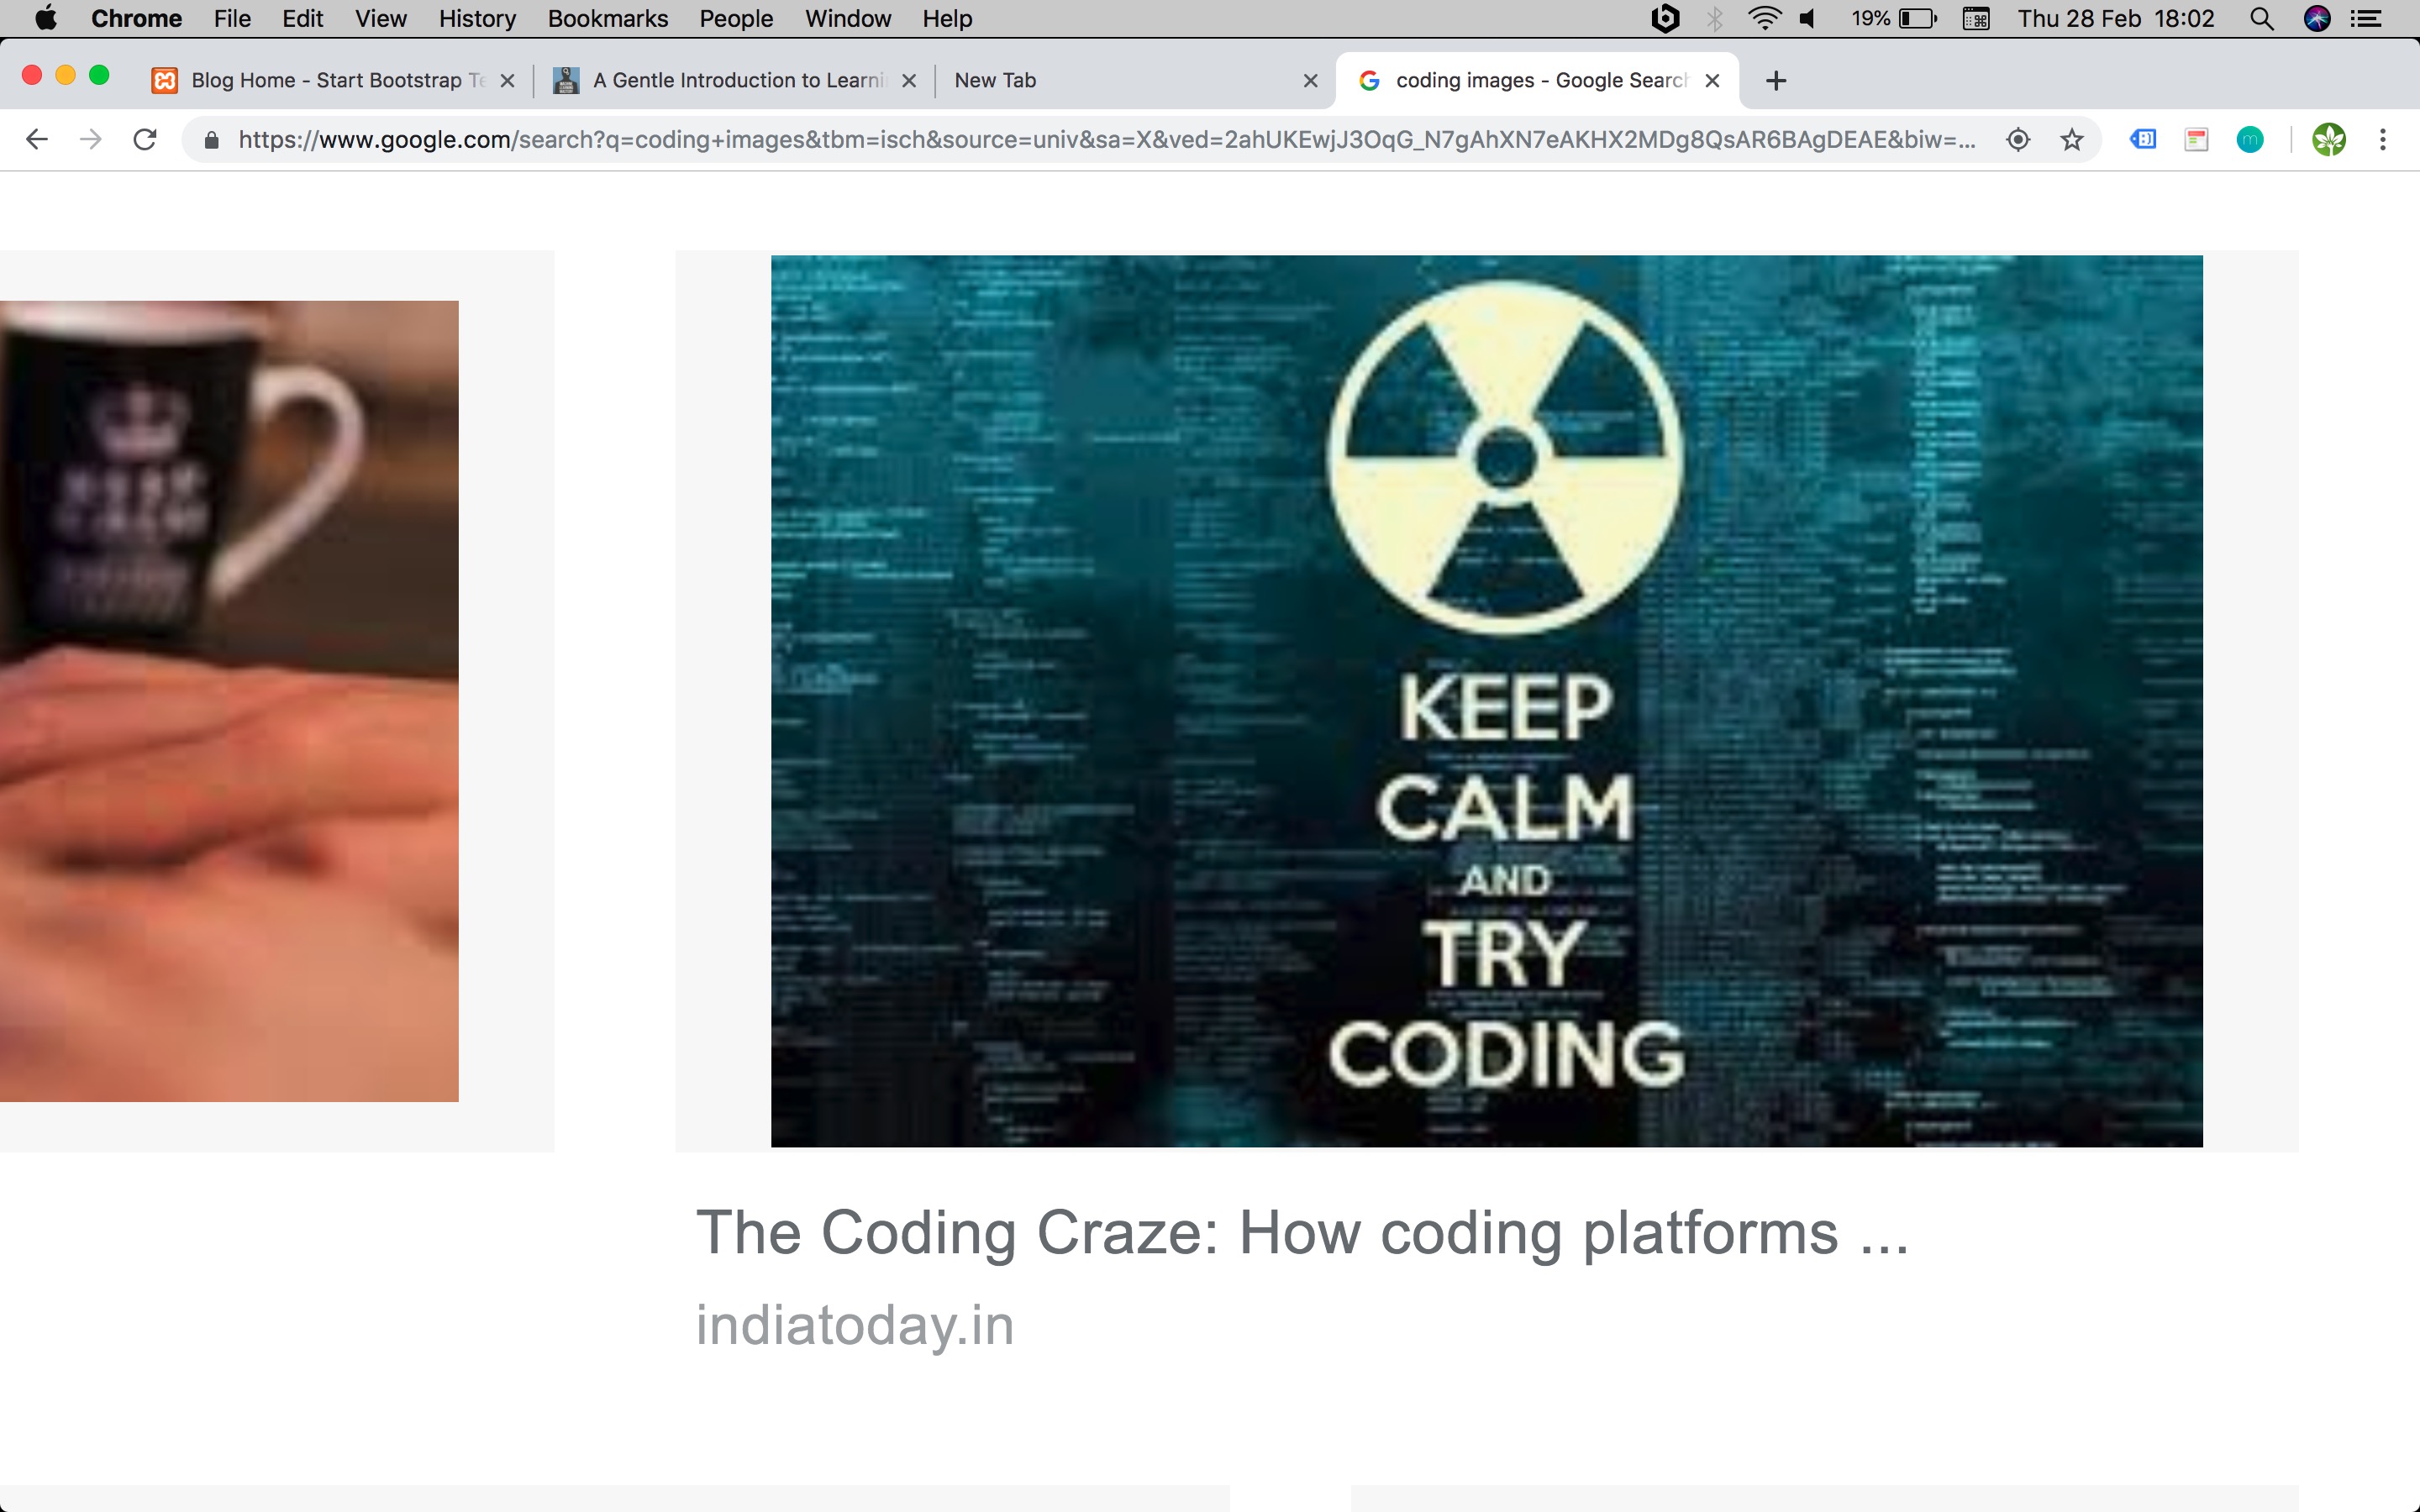 Chrome File Edit View History Bookmarks People Window Help 19% Thu 28 Feb 18:02
Blog Home - Start Bootstrap Te A Gentle Introduction to Learni New Tab coding images - Google Search
https://www.google.com/search?q=coding+images&tbm=isch&source=univ&sa=X&ved=2ahUKEwjJ3OqG_N7gAhXN7eAKHX2MDg8QsAR6BAgDEAE&biw=...
KEEP
CALM
KEEP
CALM
AND
TRY
CODING
The Coding Craze: How coding platforms ...
indiatoday.in